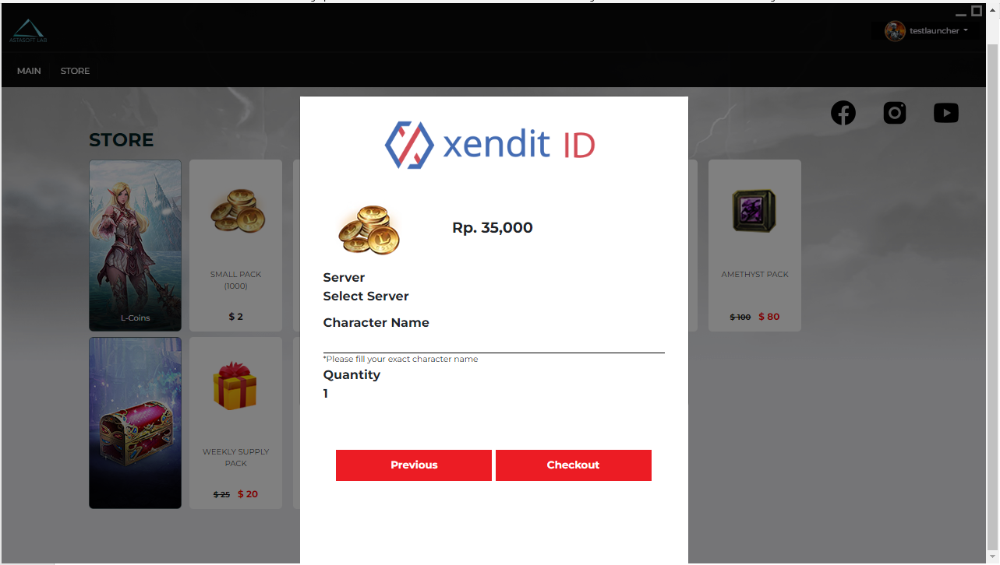 ASTASOFT LAB
testlauncher
MAIN
STORE
STORE
xendit ID
Rp. 35,000
Server
Select Server
Character Name
*Please fill your exact character name
Quantity
1
Previous
Checkout
L-Coins
SMALL PACK
(1000)
$ 2
AMETHYST PACK
$ 100 $ 80
WEEKLY SUPPLY
PACK
$ 25 $ 20